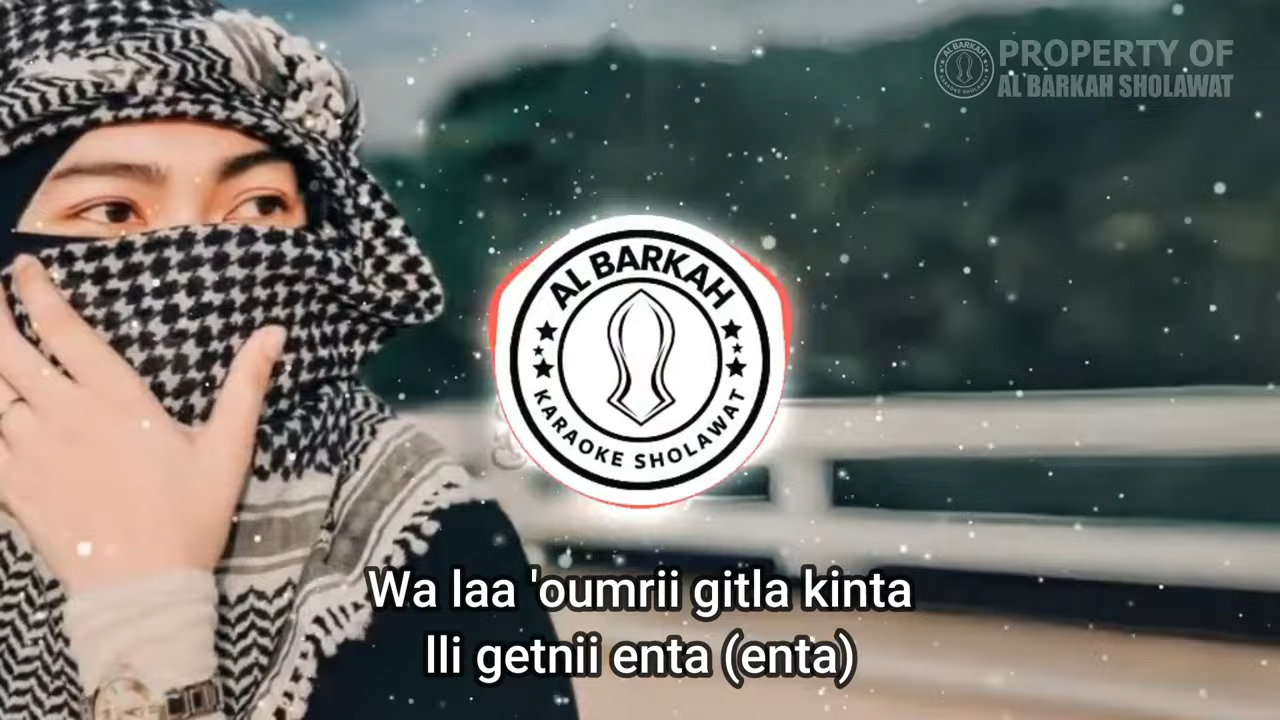 PROPERTY OF
AL BARKAH SHOLAWAT
AL BARKAH
KARAOKE SHOLAWAT
Wa laa 'oumrii gitla kinta
lli getnii enta (enta)